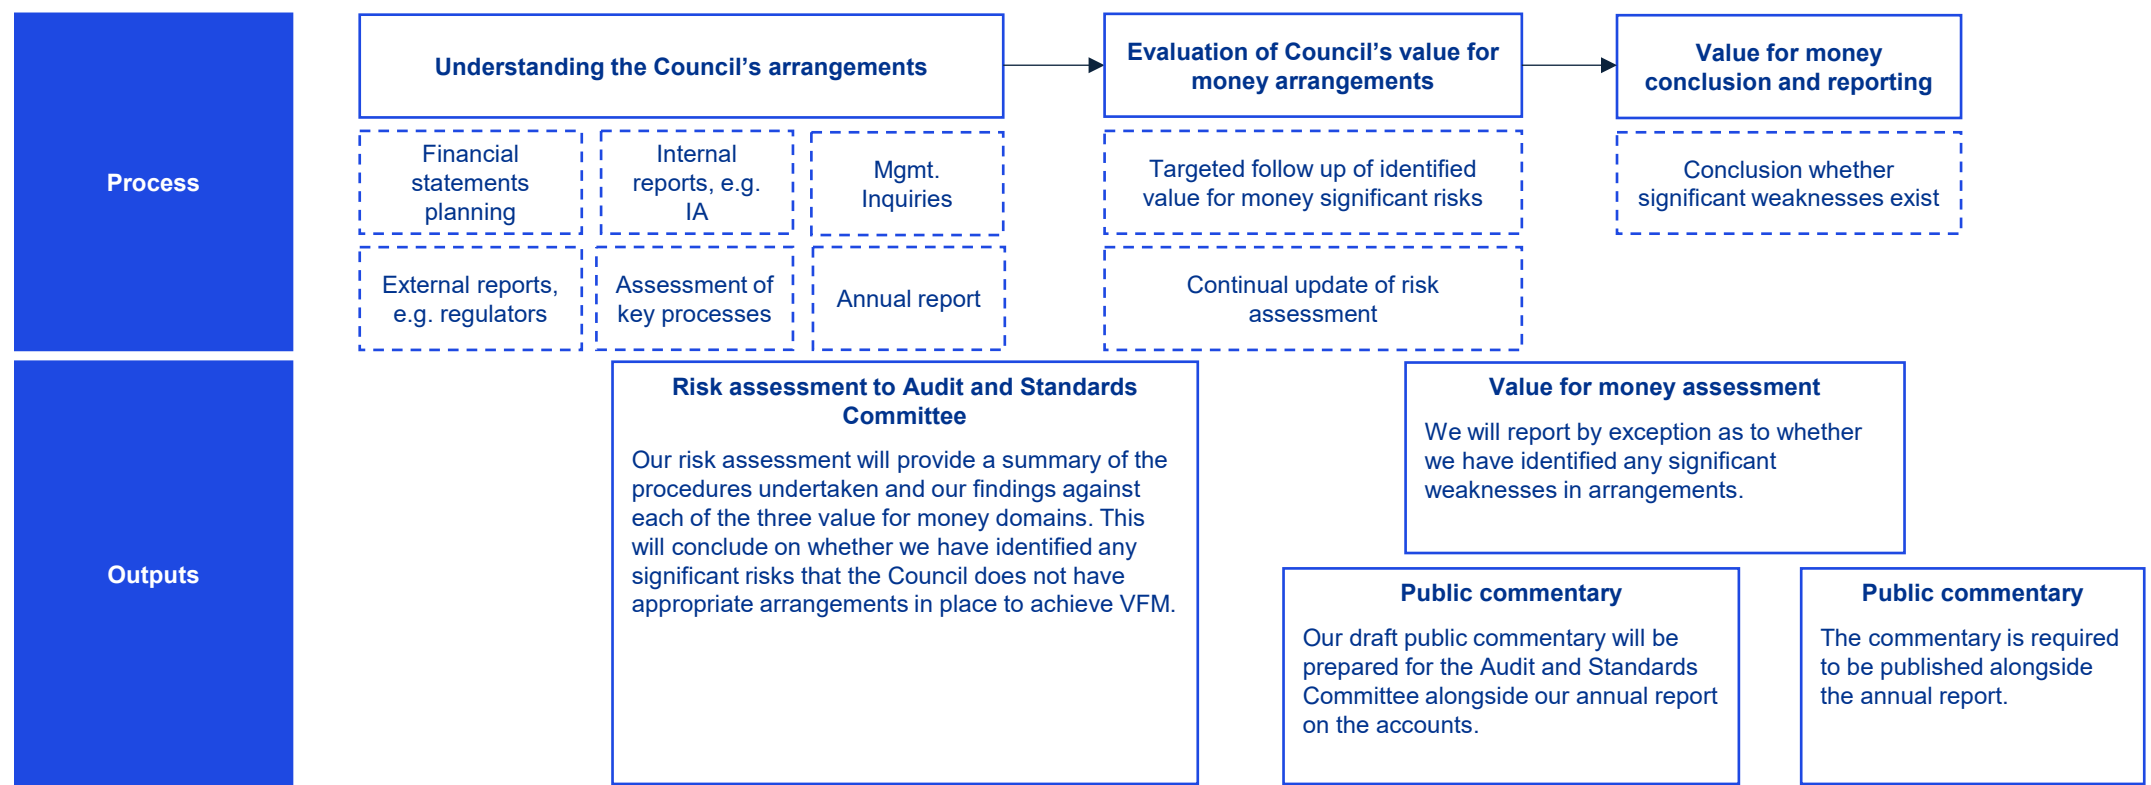 Process
Understanding the Council’s arrangements
Evaluation of Council’s value for
money arrangements
Value for money
conclusion and reporting
Financial
statements
planning
Internal
reports, e.g.
IA
Mgmt.
Inquiries
Targeted follow up of identified
value for money significant risks
Conclusion whether
significant weaknesses exist
External reports,
e.g. regulators
Assessment of
key processes
Annual report
Continual update of risk
assessment
Outputs
Risk assessment to Audit and Standards
Committee
Our risk assessment will provide a summary of the
procedures undertaken and our findings against
each of the three value for money domains. This
will conclude on whether we have identified any
significant risks that the Council does not have
appropriate arrangements in place to achieve VFM.
Value for money assessment
We will report by exception as to whether
we have identified any significant
weaknesses in arrangements.
Public commentary
Our draft public commentary will be
prepared for the Audit and Standards
Committee alongside our annual report
on the accounts.
Public commentary
The commentary is required
to be published alongside
the annual report.